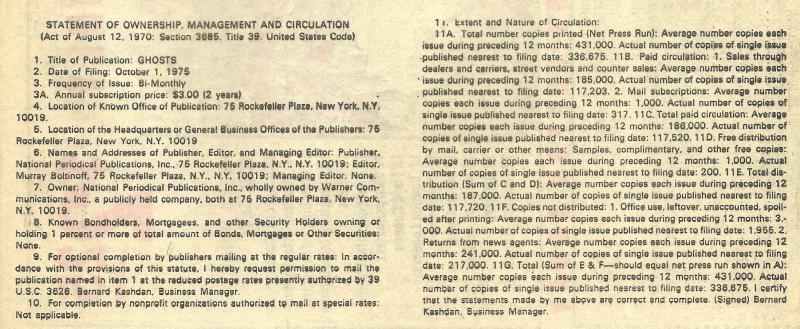 STATEMENT OF OWNERSHIP, MANAGEMENT AND CIRCULATION
(Act of August 12, 1970: Section 3685. Title 39. United States Code)
1. Title of Publication: GHOSTS
2. Date of Filing: October 1, 1975
3. Frequency of Issue: Bi-Monthly
3A. Annual subscription price: $3.00 (2 years)
4. Location of Known Office of Publication: 75 Rockefeller Plaza, New York, N.Y.
10019.
5. Location of the Headquarters or General Business Offices of the Publishers: 75
Rockefeller Plaza, New York, N.Y. 10019
6. Names and Addresses of Publisher, Editor, and Managing Editor: Publisher,
National Periodical Publications, Inc., 75 Rockefeller Plaza, N.Y., N.Y. 10019; Editor,
Murray Boltinoff, 75 Rockefeller Plaza, N.Y., N.Y. 10019; Managing Editor. None.
7. Owner: National Periodical Publications, Inc., wholly owned by Warner Com-
munications, Inc., a publicly held company, both at 75 Rockefeller Plaza, New York,
N.Y. 10019.
8. Known Bondholders, Mortgagees, and other Security Holders owning or
holding 1 percent or more of total amount of Bonds, Mortgages or Other Securities:
None.
9. For optional completion by publishers mailing at the regular rates: In accor-
dance with the provisions of this statute, I hereby request permission to mail the
publication named in item 1 at the reduced postage rates presently authorized by 39
U.S.C. 3626. Bernard Kashdan, Business Manager.
10. For completion by nonprofit organizations authorized to mail at special rates:
Not applicable.
11. Extent and Nature of Circulation:
11A. Total number copies printed (Net Press Run): Average number copies each
issue during preceding 12 months: 431,000. Actual number of copies of single issue
published nearest to filing date: 336,675. 11B. Paid circulation: 1. Sales through
dealers and carriers, street vendors and counter sales: Average number copies each
issue during preceding 12 months: 185,000. Actual number of copies of single issue
published nearest to filing date: 117,203. 2. Mail subscriptions: Average number
copies each issue during preceding 12 months: 1,000. Actual number of copies of
single issue published nearest to filing date: 317. 11C. Total paid circulation: Average
number copies each issue during preceding 12 months: 186,000. Actual number of
copies of single issue published nearest to filing date: 117,520. 11D. Free distribution
by mail, carrier or other means: Samples, complimentary, and other free copies:
Average number copies each issue during preceding 12 months: 1,000. Actual
number of copies of single issue published nearest to filing date: 200. 11E. Total dis-
tribution (Sum of C and D): Average number copies each issue during preceding 12
months: 187,000. Actual number of copies of single issue published nearest to filing
date: 117,720. 11F. Copies not distributed: 1. Office use, leftover, unaccounted, spoil-
ed after printing: Average number copies each issue during preceding 12 months: 3,-
000. Actual number of copies of single issue published nearest to filing date: 1,955. 2.
Returns from news agents: Average number copies each issue during preceding 12
months: 241,000. Actual number of copies of single issue published nearest to filing
date: 217,000. 11G. Total (Sum of E & F—should equal net press run shown in A):
Average number copies each issue during preceding 12 months: 431,000. Actual
number of copies of single issue published nearest to filing date: 336,675. I certify
that the statements made by me above are correct and complete. (Signed) Bernard
Kashdan, Business Manager.